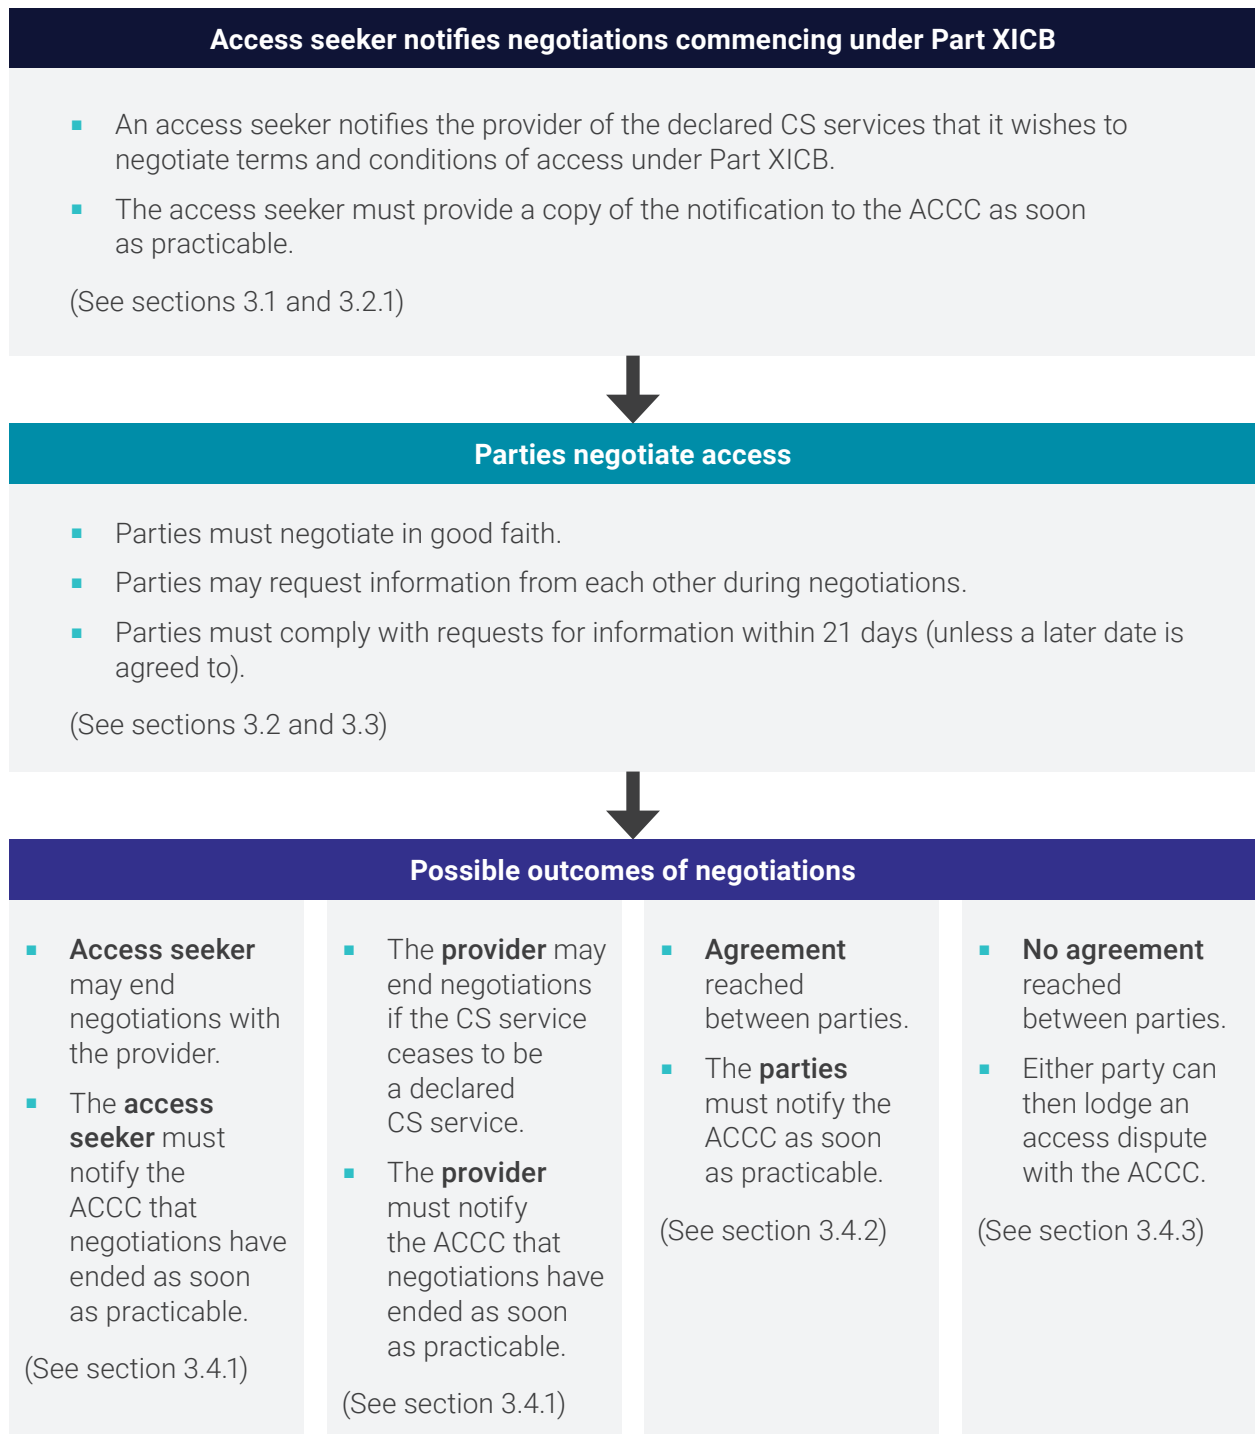 Access seeker notifies negotiations commencing under Part XICB
▪ An access seeker notifies the provider of the declared CS services that it wishes to
negotiate terms and conditions of access under Part XICB.
▪ The access seeker must provide a copy of the notification to the ACCC as soon
as practicable.
(See sections 3.1 and 3.2.1)
Parties negotiate access
▪ Parties must negotiate in good faith.
▪ Parties may request information from each other during negotiations.
▪ Parties must comply with requests for information within 21 days (unless a later date is
agreed to).
(See sections 3.2 and 3.3)
Possible outcomes of negotiations
▪ Access seeker
may end
negotiations with
the provider.
▪ The access
seeker must
notify the
ACCC that
negotiations have
ended as soon
as practicable.
(See section 3.4.1)
▪ The provider may
end negotiations
if the CS service
ceases to be
a declared
CS service.
▪ The provider
must notify
the ACCC that
negotiations have
ended as soon
as practicable.
(See section 3.4.1)
▪ Agreement
reached
between parties.
▪ The parties
must notify the
ACCC as soon
as practicable.
(See section 3.4.2)
▪ No agreement
reached
between parties.
▪ Either party can
then lodge an
access dispute
with the ACCC.
(See section 3.4.3)